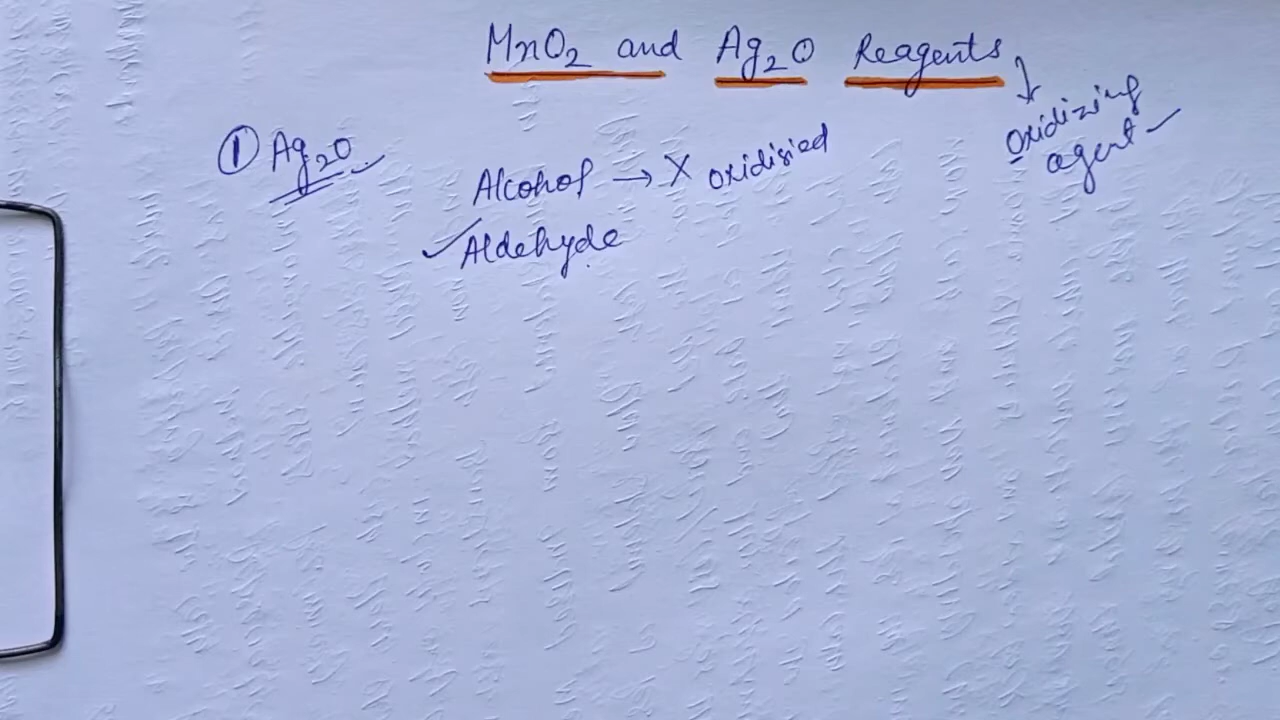 MnO2 and Ag2O Reagents
↓
oxidizing
agent
① Ag2O
Alcohol → X oxidisied
✓ Aldehyde